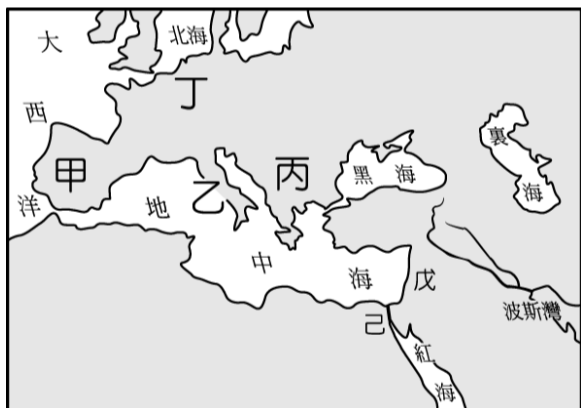 大西洋
北海
丁
裏海
甲
乙
丙
黑海
地中海
戊
波斯灣
己
紅海